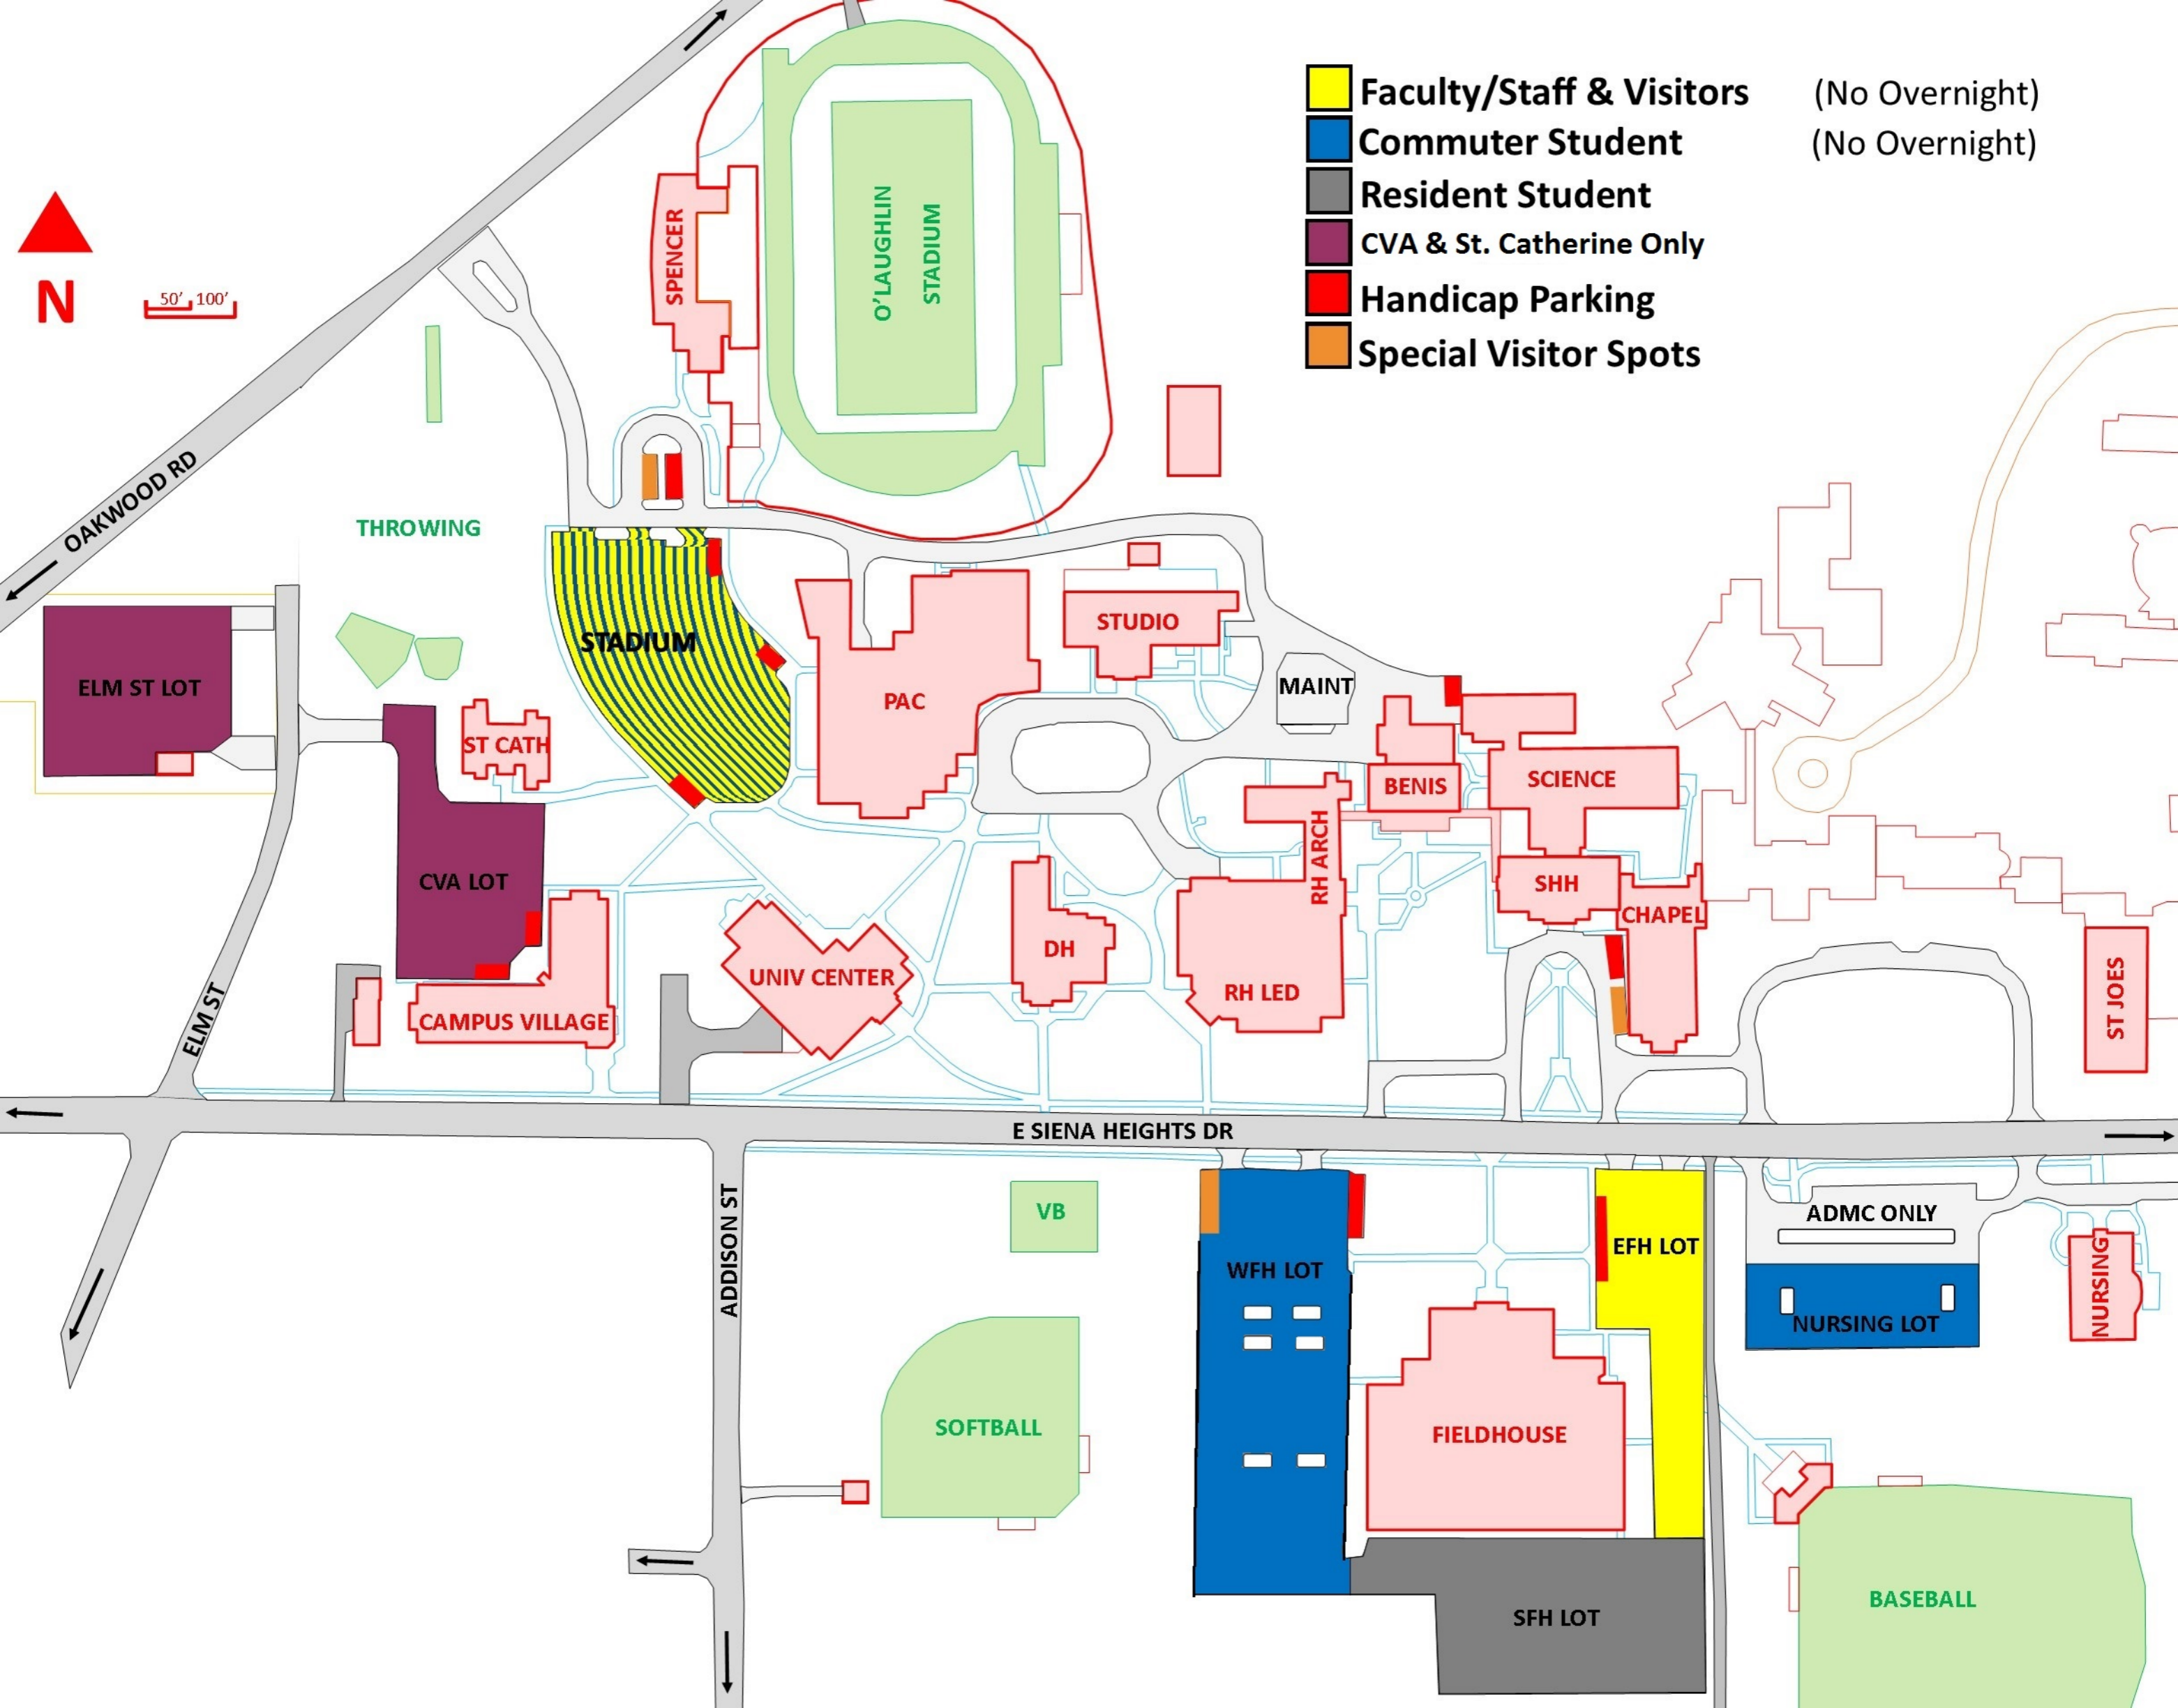 Faculty/Staff & Visitors (No Overnight)
Commuter Student (No Overnight)
Resident Student
CVA & St. Catherine Only
Handicap Parking
Special Visitor Spots
N
50' 100'
SPENCER
O'LAUGHLIN
STADIUM
OAKWOOD RD
THROWING
STADIUM
STUDIO
ELM ST LOT
MAINT
PAC
ST CATH
BENIS
SCIENCE
RH ARCH
CVA LOT
SHH
CHAPEL
DH
UNIV CENTER
RH LED
ST JOES
CAMPUS VILLAGE
ELM ST
E SIENA HEIGHTS DR
ADDISON ST
VB
ADMC ONLY
EFH LOT
WFH LOT
NURSING
NURSING LOT
SOFTBALL
FIELDHOUSE
BASEBALL
SFH LOT